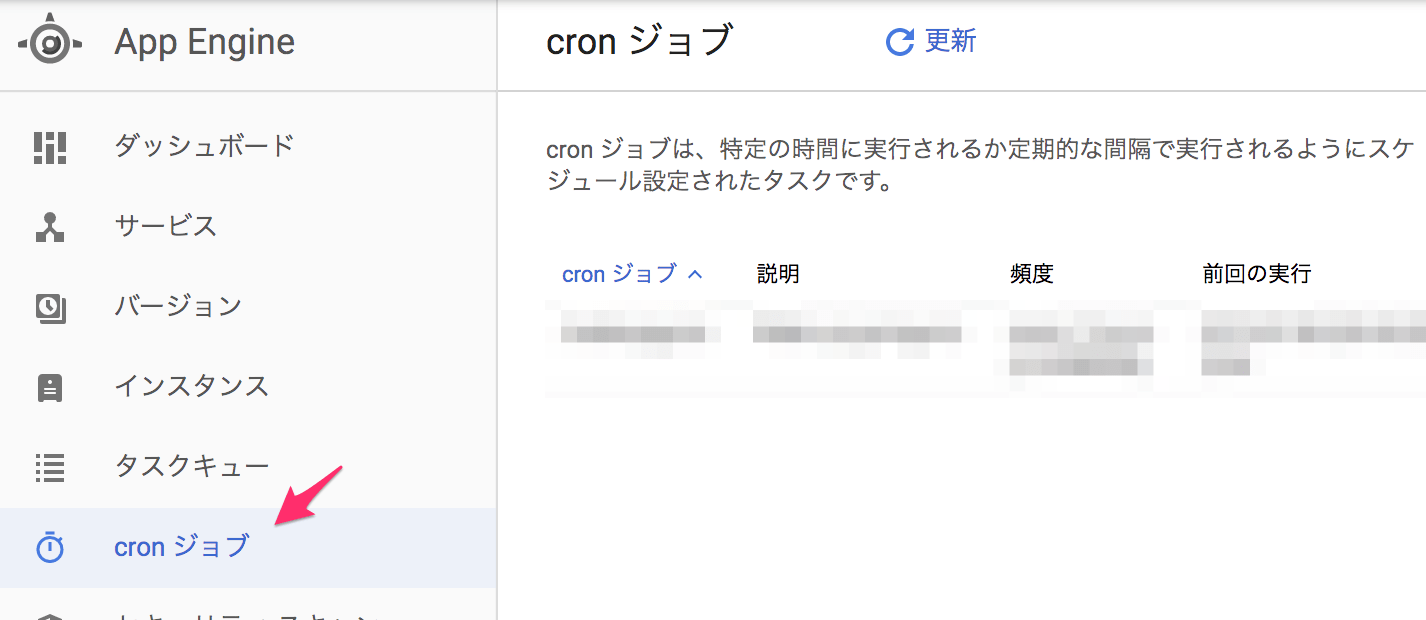 App Engine
ダッシュボード
サービス
バージョン
インスタンス
タスクキュー
cron ジョブ
cron ジョブ
更新
cron ジョブは、特定の時間に実行されるか定期的な間隔で実行されるようにスケ
ジュール設定されたタスクです。
cron ジョブ 説明 頻度 前回の実行